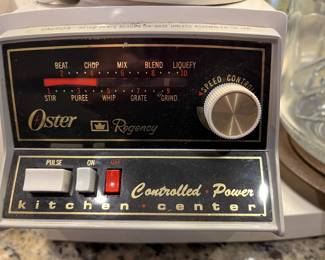 BEAT CHOP MIX BLEND LIQUEFY
2 4 6 8 10
1 3 5 7 9
STIR PUREE WHIP GRATE GRIND
SPEED CONTROL
Oster Regency
PULSE ON OFF
Controlled Power
kitchen center